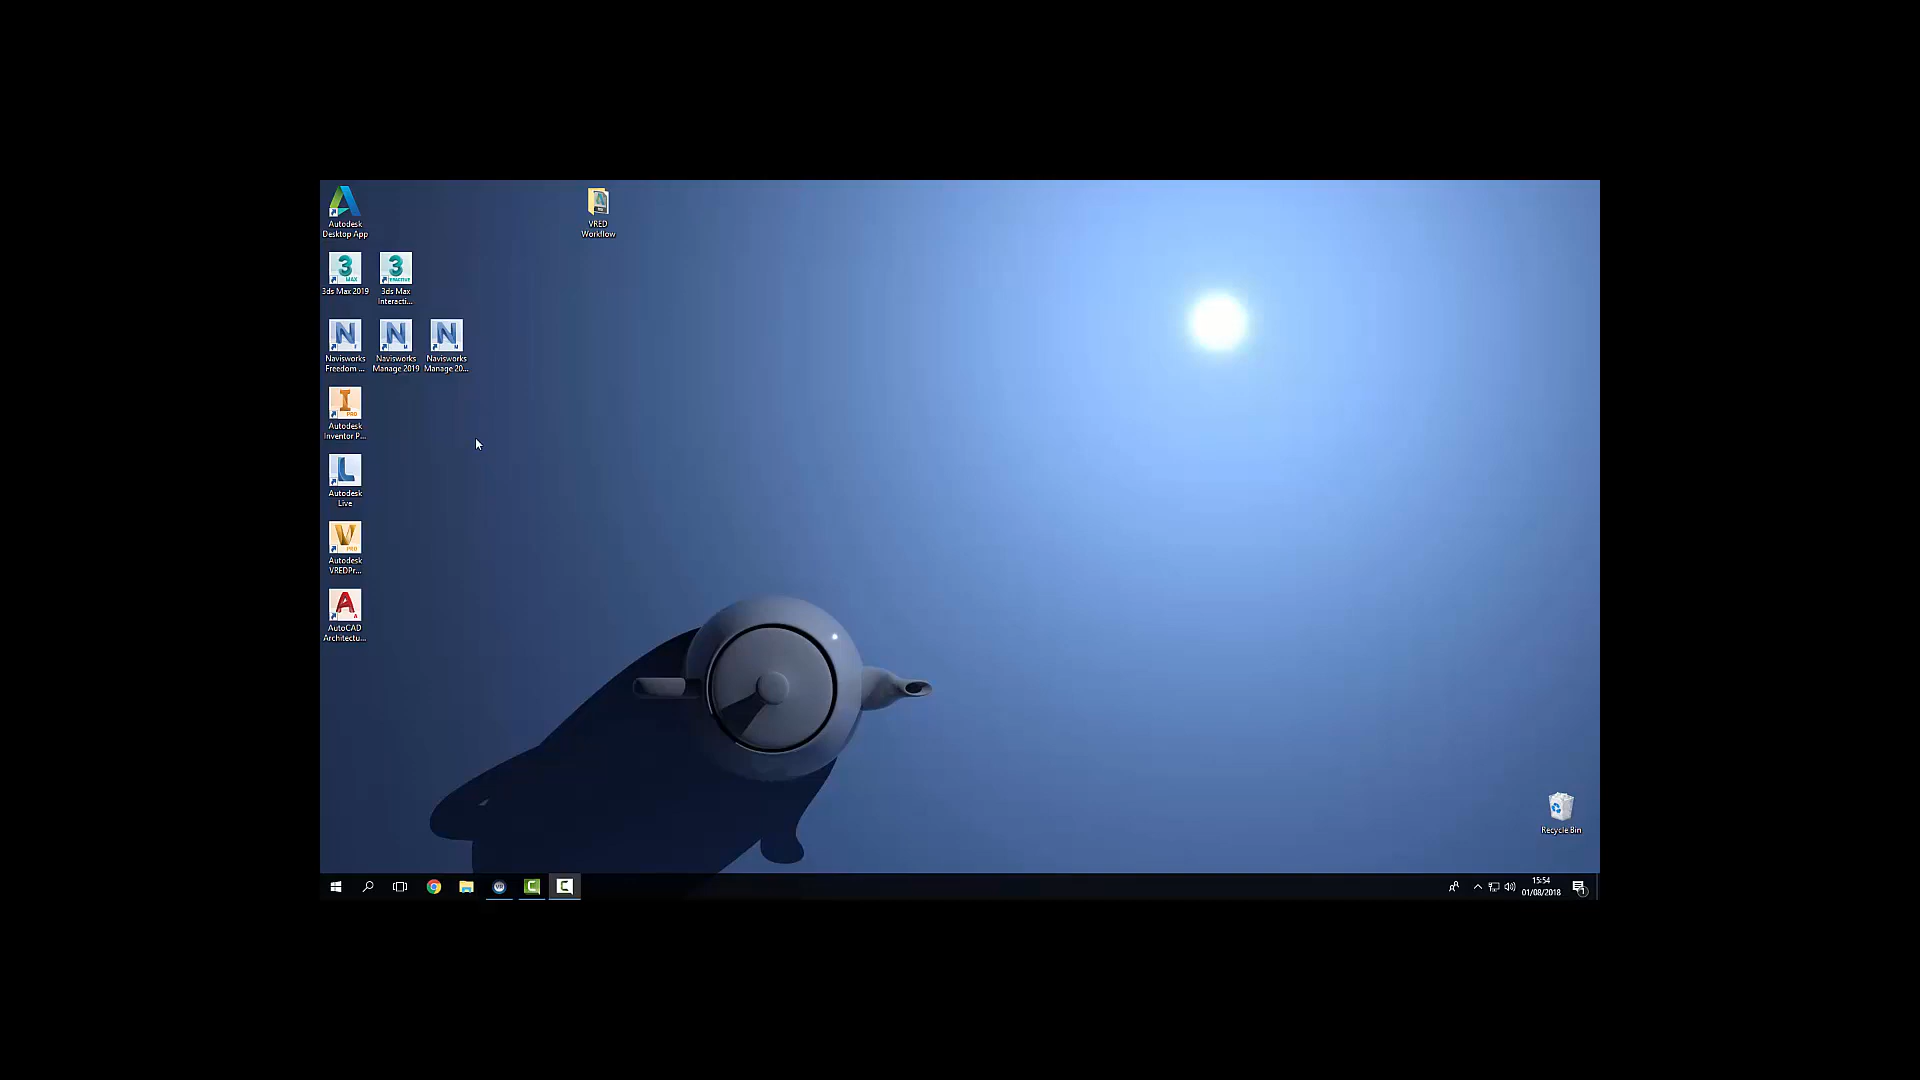 Autodesk
Desktop App
VRED
Workflow
3ds Max 2019
3ds Max
Interacti...
Navisworks
Freedom ...
Navisworks
Manage 2019
Navisworks
Manage 20...
Autodesk
Inventor P...
Autodesk
Live
Autodesk
VREDPr...
AutoCAD
Architectu...
Recycle Bin
15:54
01/08/2018